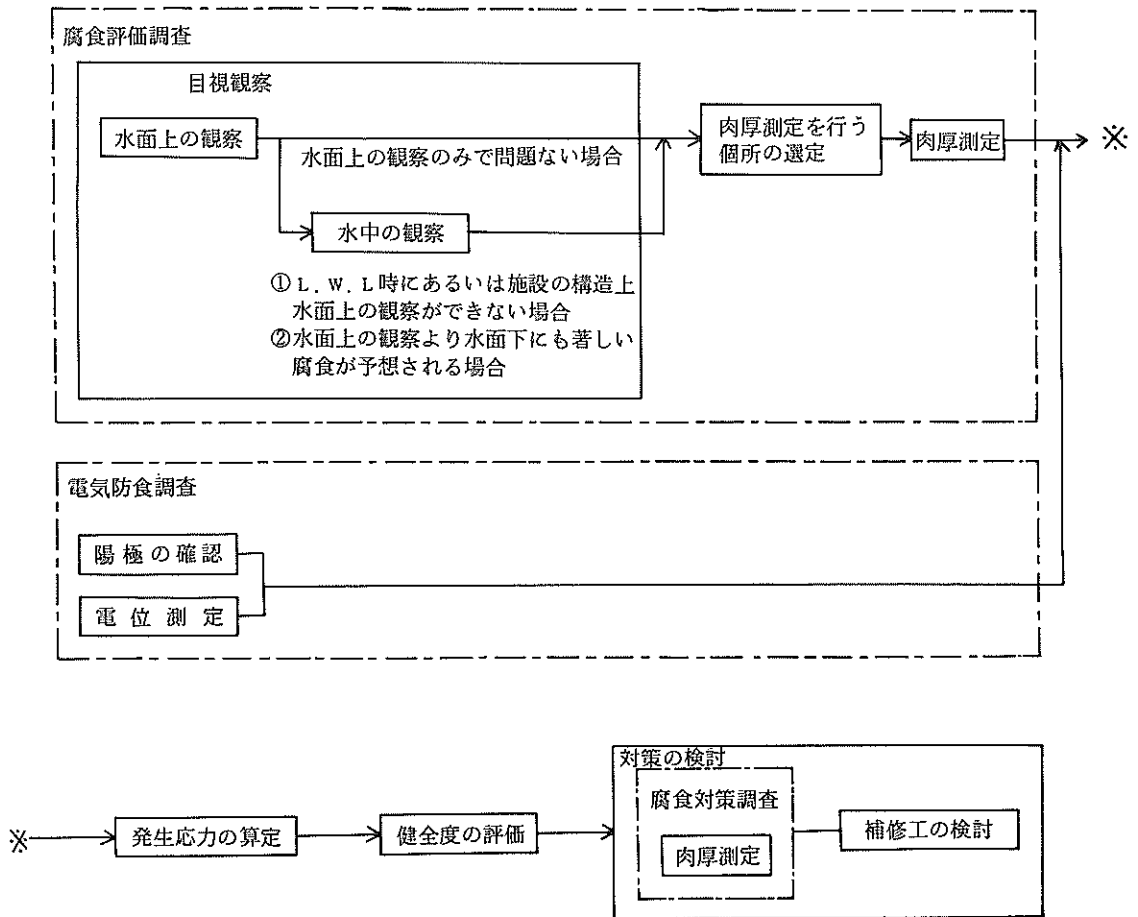 腐食評価調査
目視観察
水面上の観察
水面上の観察のみで問題ない場合
水中の観察
①L.W.L時にあるいは施設の構造上
水面上の観察ができない場合
②水面上の観察より水面下にも著しい
腐食が予想される場合
肉厚測定を行う
個所の選定
肉厚測定
※
電気防食調査
陽極の確認
電位測定
※
発生応力の算定
健全度の評価
対策の検討
腐食対策調査
肉厚測定
補修工の検討